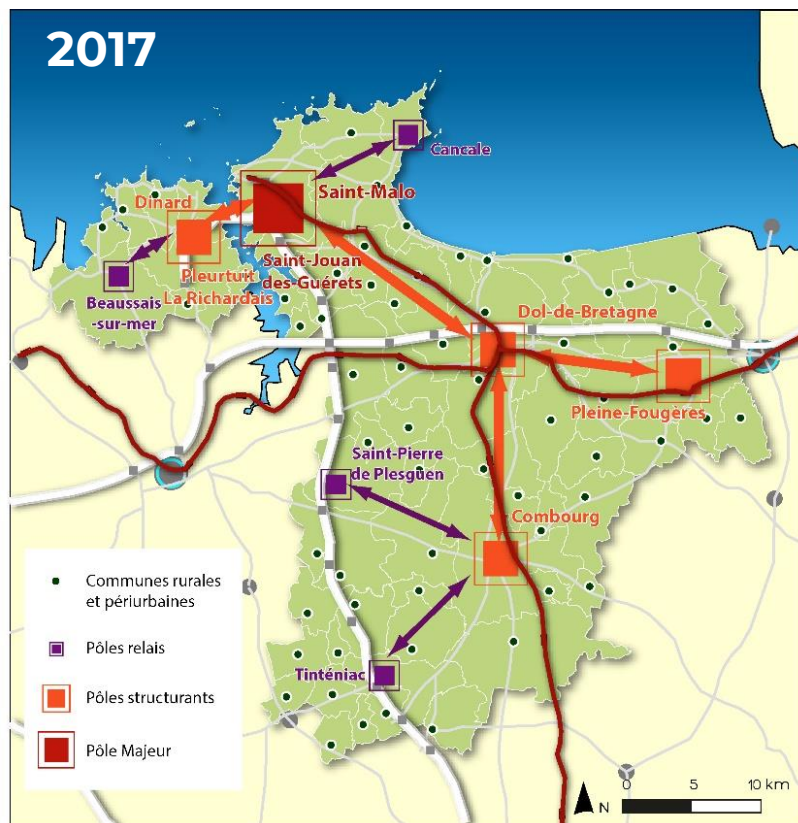 2017
Cancale
Saint-Malo
Dinard
Saint-Jouan
des-Guérets
Pleurtuit
La Richardais
Beaussais
-sur-mer
Dol-de-Bretagne
Pleine-Fougères
Saint-Pierre
de Plesguen
Combourg
Tinténiac
Communes rurales
et périurbaines
Pôles relais
Pôles structurants
Pôle Majeur
N
0 5 10 km